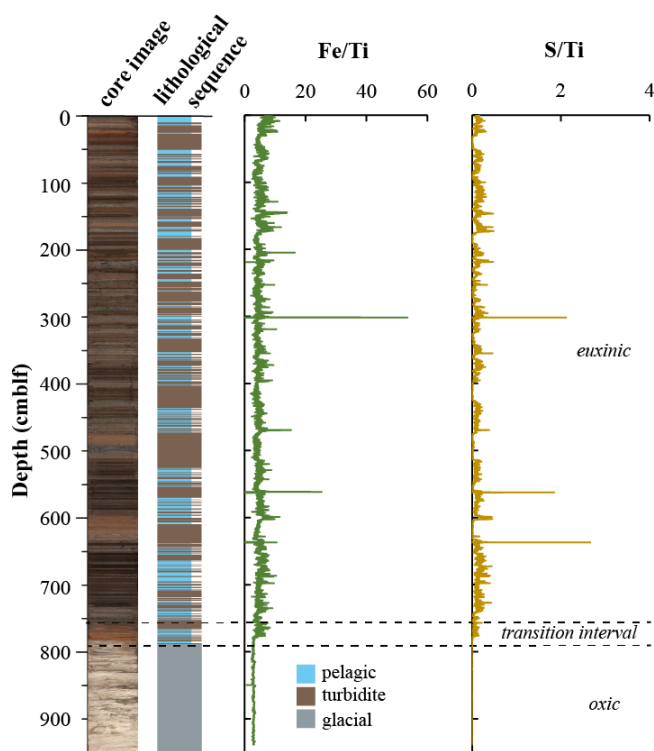 core image
lithological
sequence
Fe/Ti
S/Ti
0 20 40 60
0 2 4
Depth (cmblf)
0
100
200
300
400
500
600
700
800
900
euxinic
transition interval
oxic
pelagic
turbidite
glacial